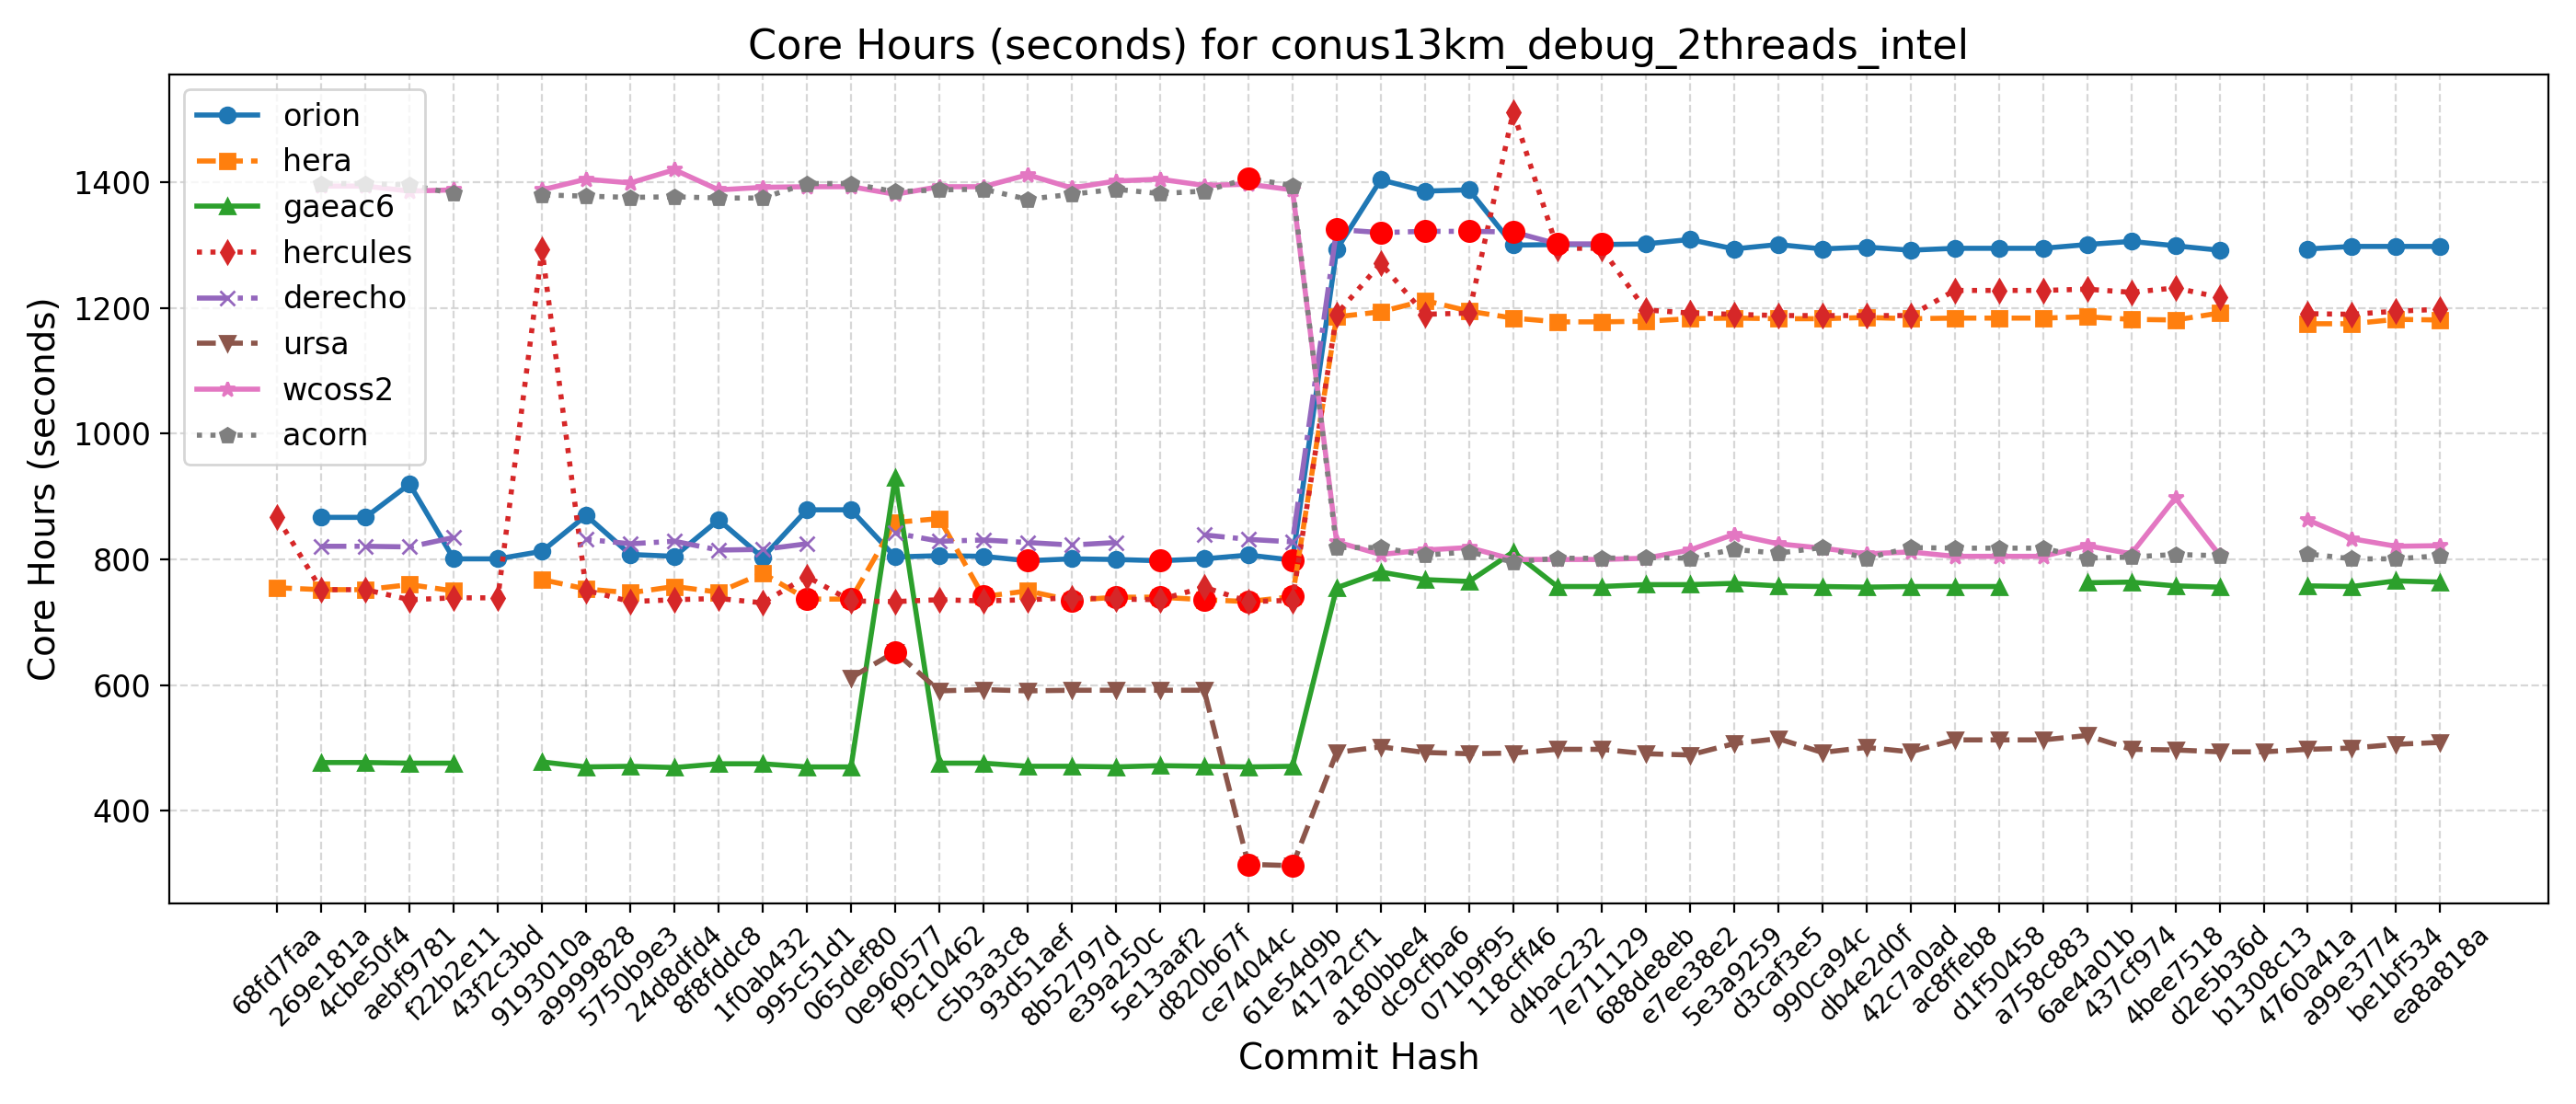 Core Hours (seconds) for conus13km_debug_2threads_intel
Core Hours (seconds)
1400
1200
1000
800
600
400
orion
hera
gaeac6
hercules
derecho
ursa
wcoss2
acorn
68fd7faa
269e181a
4cbe50f4
aebf9781
f22b2e11
43f2c3bd
9193010a
a9999828
5750b9e3
24d8dfd4
8f8fddc8
1f0ab432
995c51d1
065def80
0e960577
f9c10462
c5b3a3c8
93d51aef
8b52797d
e39a250c
5e13aaf2
d820b67f
ce74044c
61e54d9b
417a2cf1
a180bbe4
dc9cfba6
071b9f95
118cff46
d4bac232
7e711129
688de8eb
e7ee38e2
5e3a9259
d3caf3e5
990ca94c
db4e2d0f
42c7a0ad
ac8ffeb8
d1f50458
a758c883
6ae4a01b
437cf974
4bee7518
d2e5b36d
b1308c13
4760a41a
a99e3774
be1bf534
ea8a818a
Commit Hash